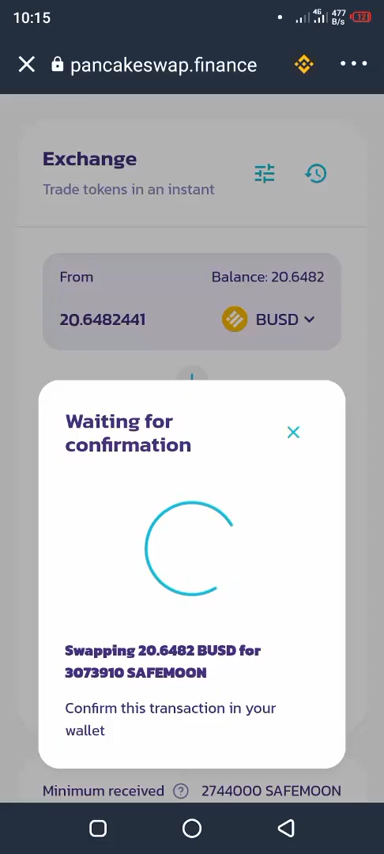 10:15
4G
477
B/s
12
pancakeswap.finance
Exchange
Trade tokens in an instant
From
Balance: 20.6482
20.6482441
BUSD
Waiting for
confirmation
Swapping 20.6482 BUSD for
3073910 SAFEMOON
Confirm this transaction in your
wallet
Minimum received ?
2744000 SAFEMOON